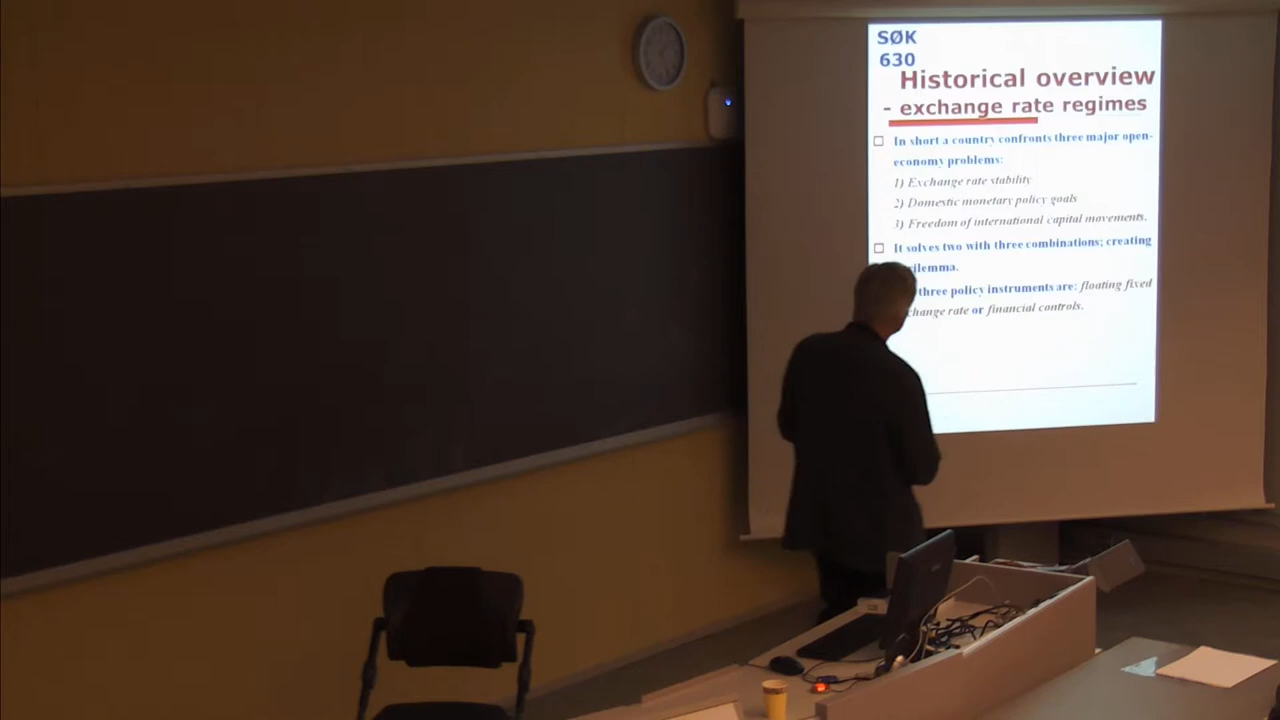 SØK
630
Historical overview
- exchange rate regimes
In short a country confronts three major open-
economy problems:
1) Exchange rate stability
2) Domestic monetary policy goals
3) Freedom of international capital movements.
It solves two with three combinations; creating
ilemma.
three policy instruments are: floating fixed
change rate or financial controls.